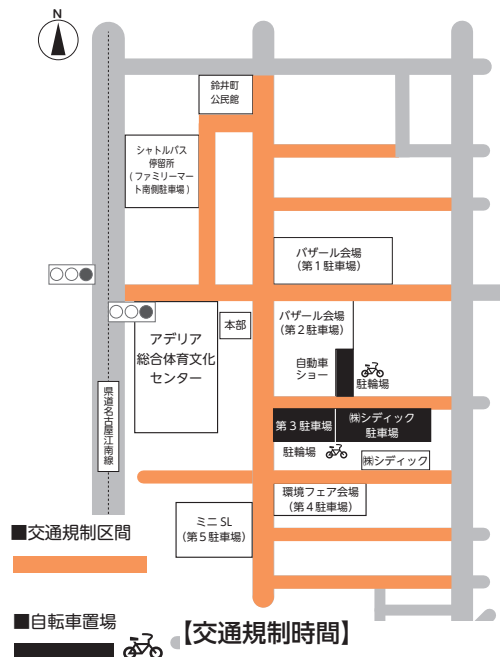 N
鈴井町
公民館
シャトルバス
停留所
(ファミリーマー
ト南側駐車場)
バザール会場
(第1駐車場)
バザール会場
(第2駐車場)
本部
アデリア
総合体育文化
センター
自動車
ショー
駐輪場
県道名古屋江南線
第3駐車場
㈱シディック
駐車場
駐輪場
㈱シディック
環境フェア会場
(第4駐車場)
ミニSL
(第5駐車場)
■交通規制区間
■自転車置場
【交通規制時間】